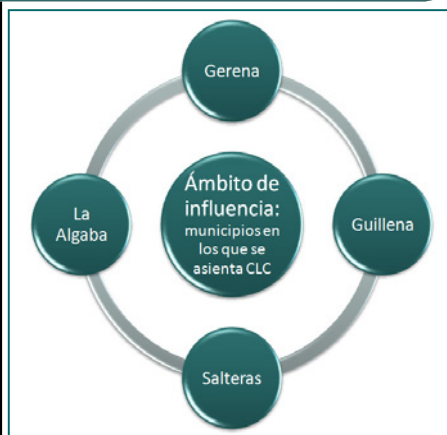 Gerena
Ámbito de
influencia:
municipios en
los que se
asienta CLC
La
Algaba
Guillena
Salteras